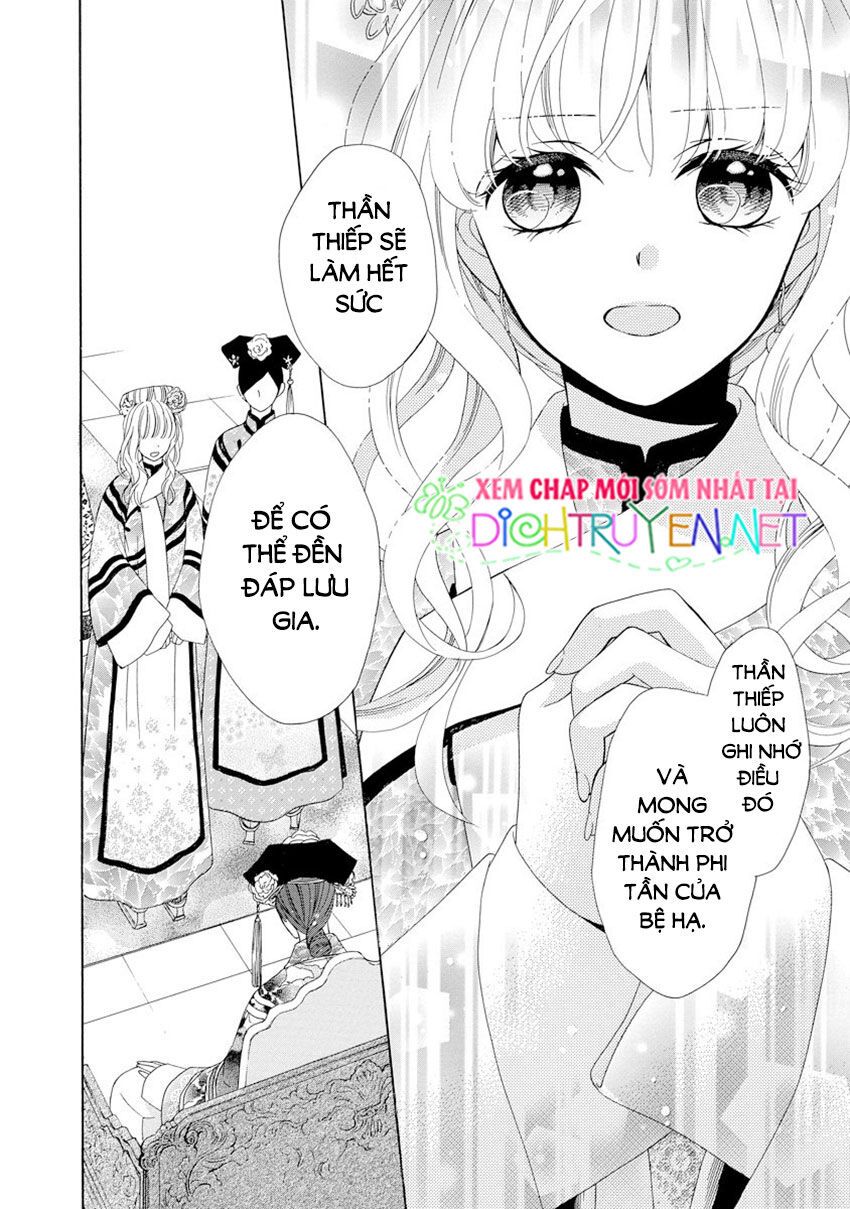 THẦN
THIẾP
LUÔN
GHI NHỚ
ĐIỀU
ĐÓ
VÀ
MONG
MUỐN TRỞ
THÀNH PHI
TẦN CỦA
BỆ HẠ.
THẦN
THIẾP SẼ
LÀM HẾT
SỨC
ĐỂ CÓ
THỂ ĐỀN
ĐÁP LƯU
GIA.
XEM CHAP MỚI SỚM NHẤT TẠI
DICHTRUYEN.NET